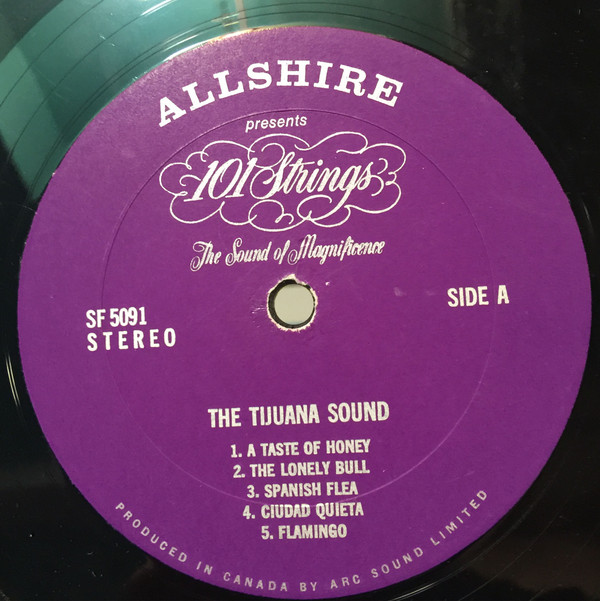 ALLSHIRE
presents
101 Strings
The Sound of Magnificence
SF 5091
STEREO
SIDE A
THE TIJUANA SOUND
1. A TASTE OF HONEY
2. THE LONELY BULL
3. SPANISH FLEA
4. CIUDAD QUIETA
5. FLAMINGO
PRODUCED IN CANADA BY ARC SOUND LIMITED